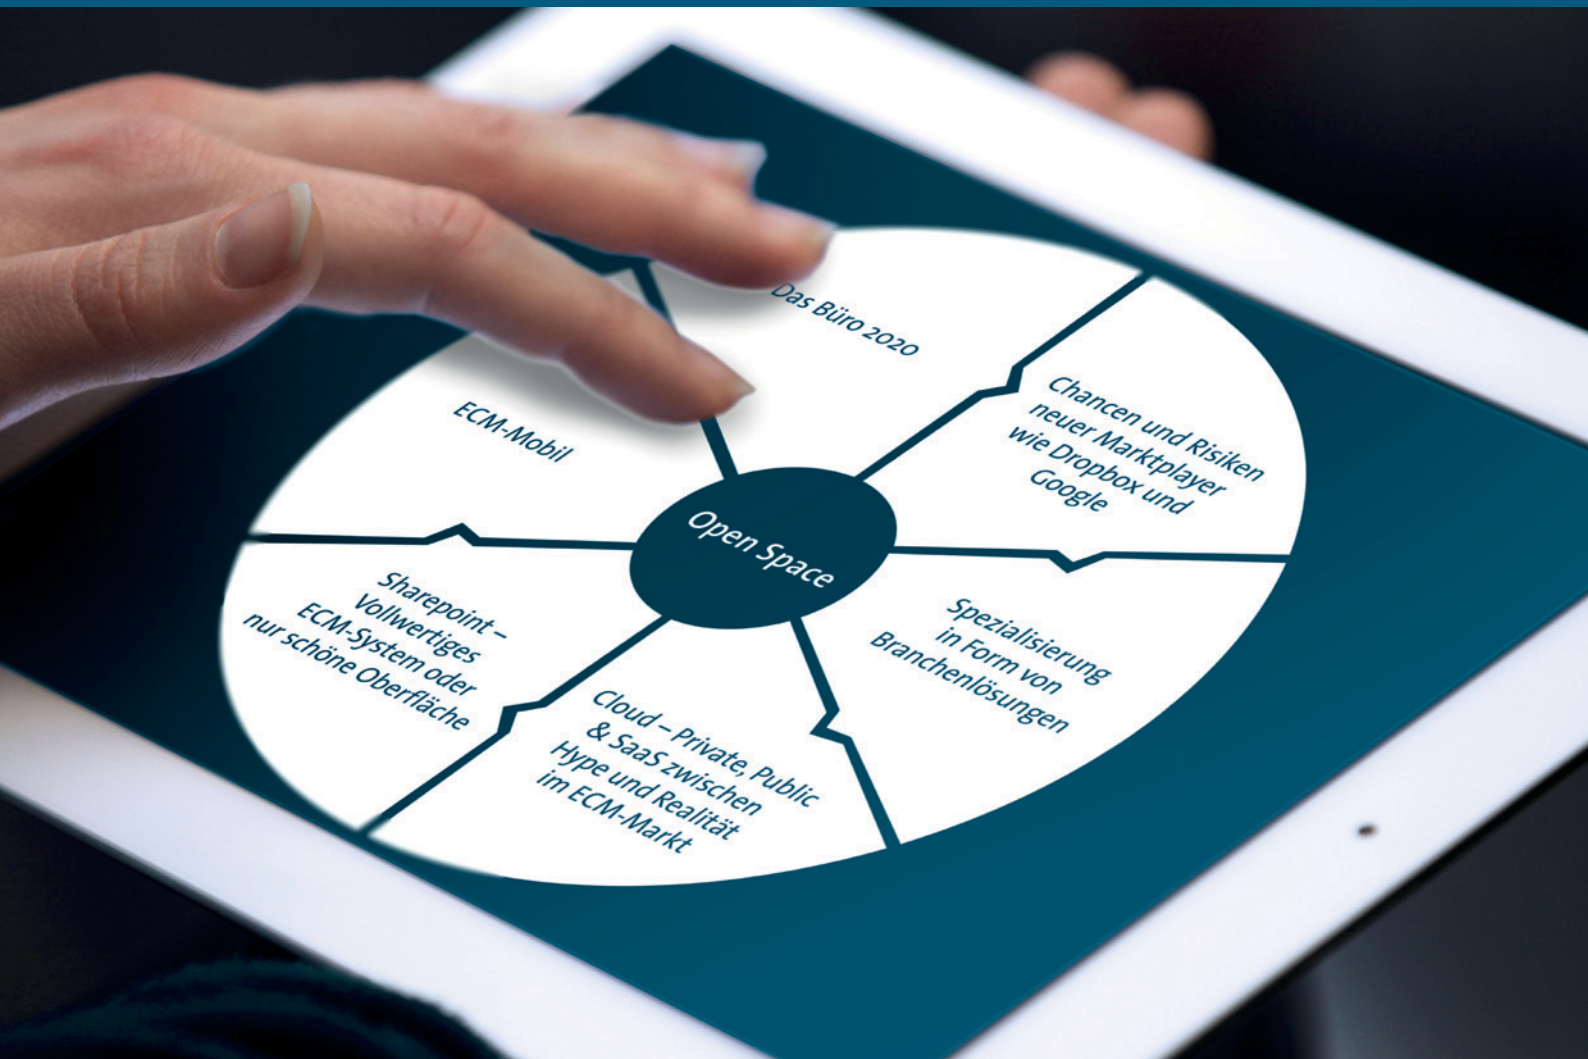 Das Büro 2020
Chancen und Risiken
neuer Marktplayer
wie Dropbox und
Google
ECM-Mobil
Open Space
Sharepoint –
Vollwertiges
ECM-System oder
nur schöne Oberfläche
Spezialisierung
in Form von
Branchenlösungen
Cloud – Private, Public
& SaaS zwischen
Hype und Realität
im ECM-Markt